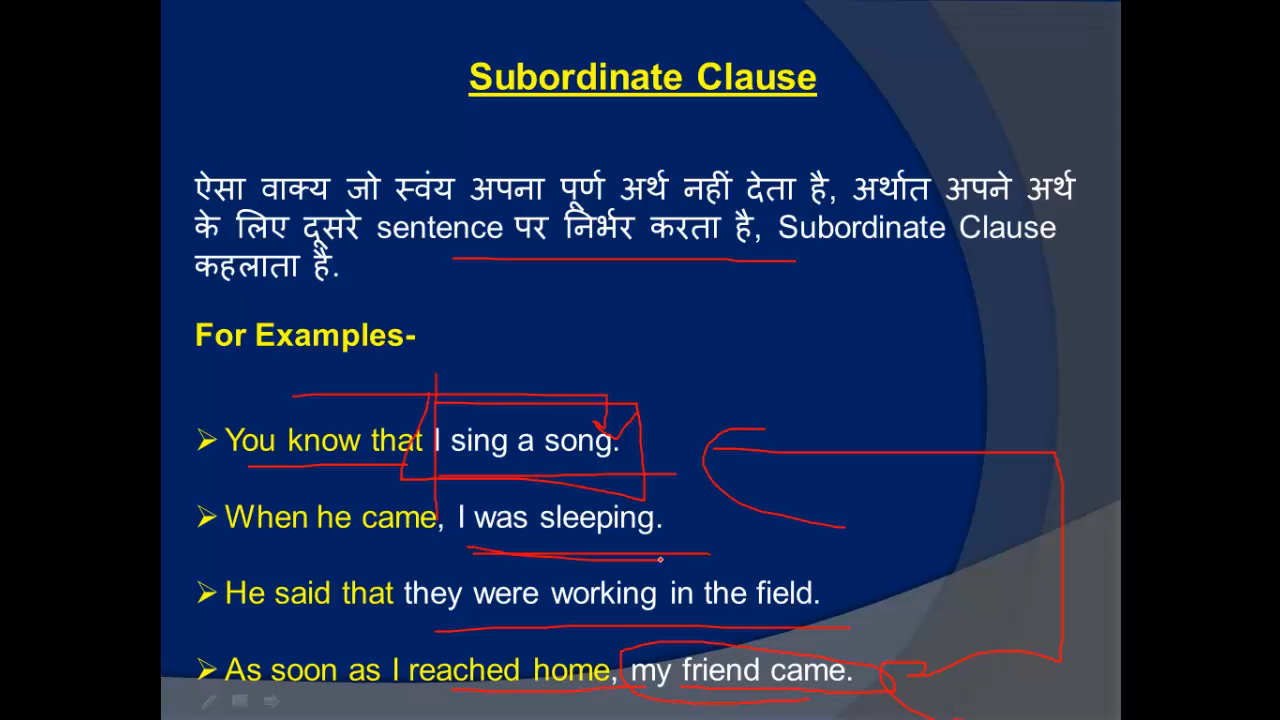 Subordinate Clause
ऐसा वाक्य जो स्वंय अपना पूर्ण अर्थ नहीं देता है, अर्थात अपने अर्थ
के लिए दूसरे sentence पर निर्भर करता है, Subordinate Clause
कहलाता है.
For Examples-
You know that I sing a song.
When he came, I was sleeping.
He said that they were working in the field.
As soon as I reached home, my friend came.